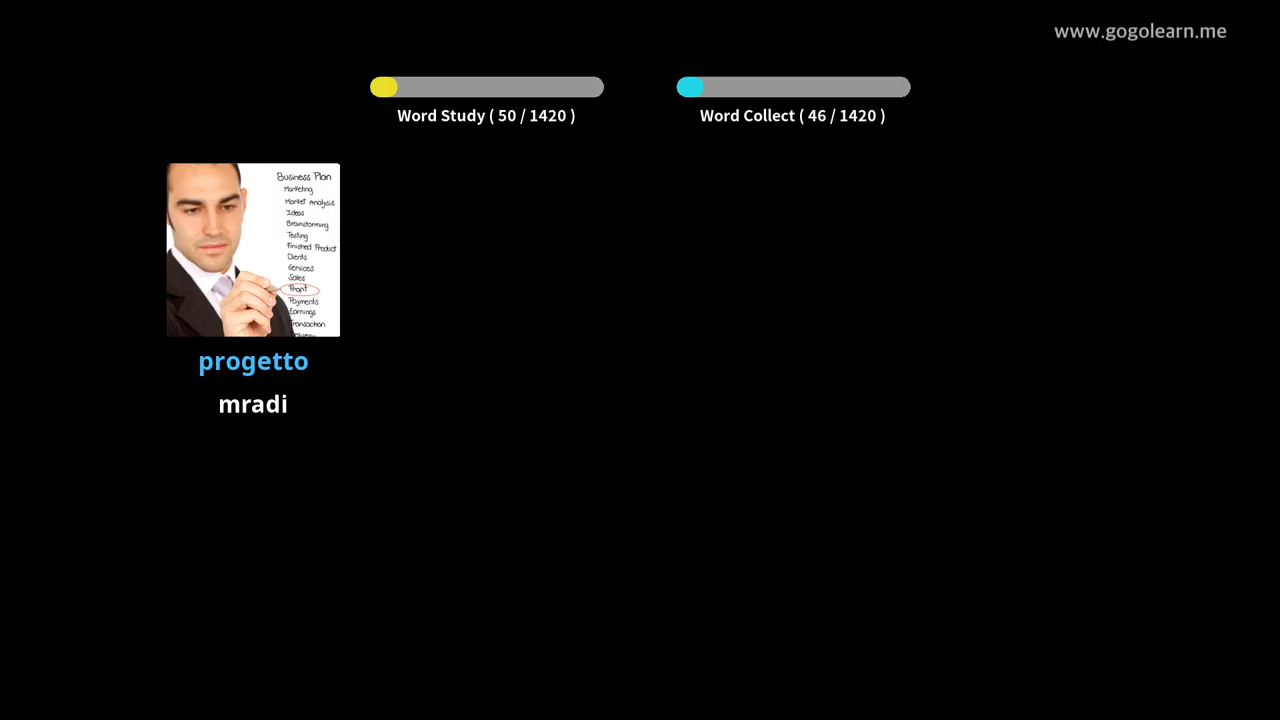 www.gogolearn.me
Word Study ( 50 / 1420 )
Word Collect ( 46 / 1420 )
Business Plan
Marketing
Market Analysis
Ideas
Brainstorming
Testing
Finished Product
Clients
Services
Sales
Profit
Payments
Earnings
Transaction
progetto
mradi